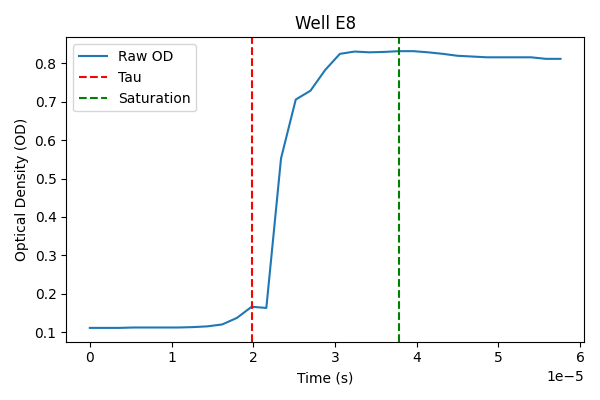 Well E8
Raw OD
Tau
Saturation
Optical Density (OD)
0.8
0.7
0.6
0.5
0.4
0.3
0.2
0.1
0 1 2 3 4 5 6
1e−5
Time (s)